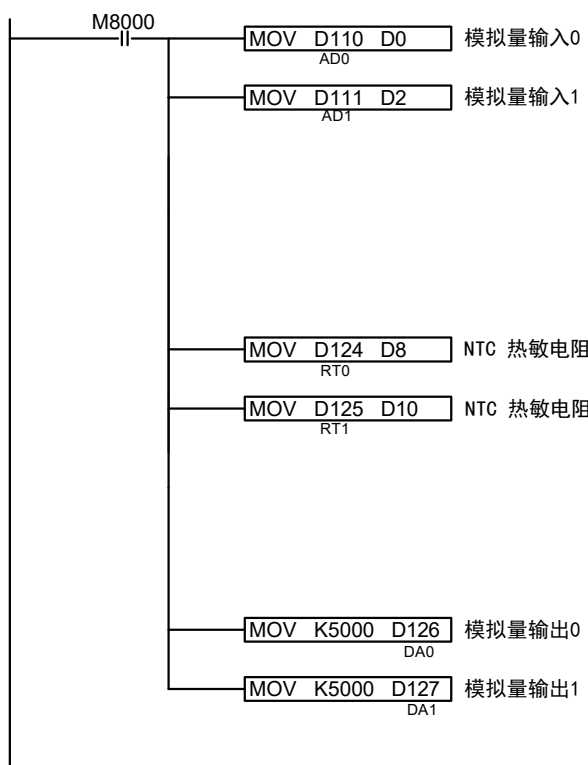 M8000
MOV D110 D0 模拟量输入0
AD0
MOV D111 D2 模拟量输入1
AD1
MOV D124 D8 NTC 热敏电阻
RT0
MOV D125 D10 NTC 热敏电阻
RT1
MOV K5000 D126 模拟量输出0
DA0
MOV K5000 D127 模拟量输出1
DA1